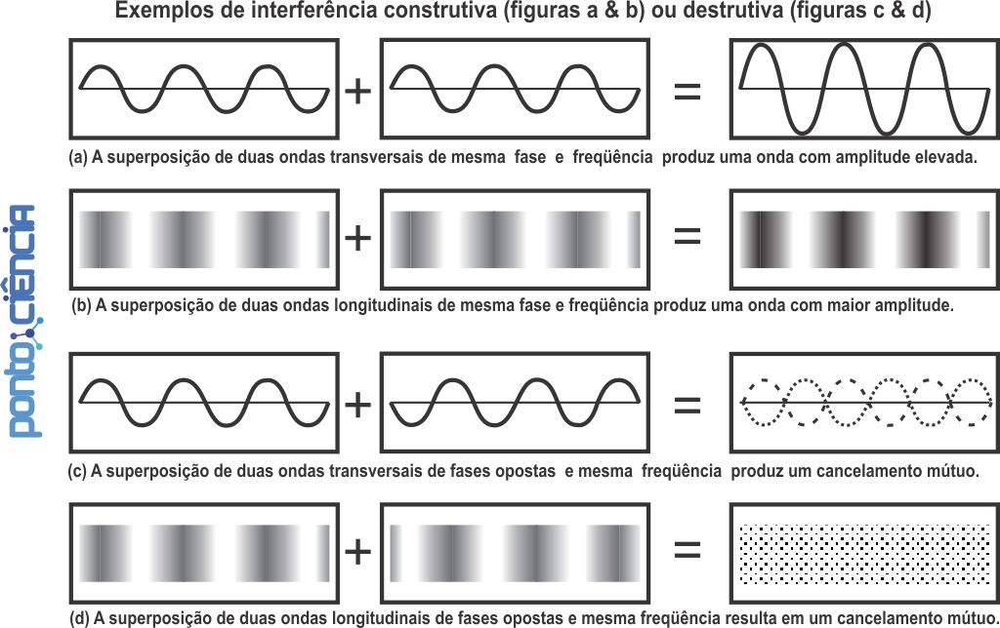 Exemplos de interferência construtiva (figuras a & b) ou destrutiva (figuras c & d)
(a) A superposição de duas ondas transversais de mesma fase e freqüência produz uma onda com amplitude elevada.
(b) A superposição de duas ondas longitudinais de mesma fase e freqüência produz uma onda com maior amplitude.
pontociência
(c) A superposição de duas ondas transversais de fases opostas e mesma freqüência produz um cancelamento mútuo.
(d) A superposição de duas ondas longitudinais de fases opostas e mesma freqüência resulta em um cancelamento mútuo.